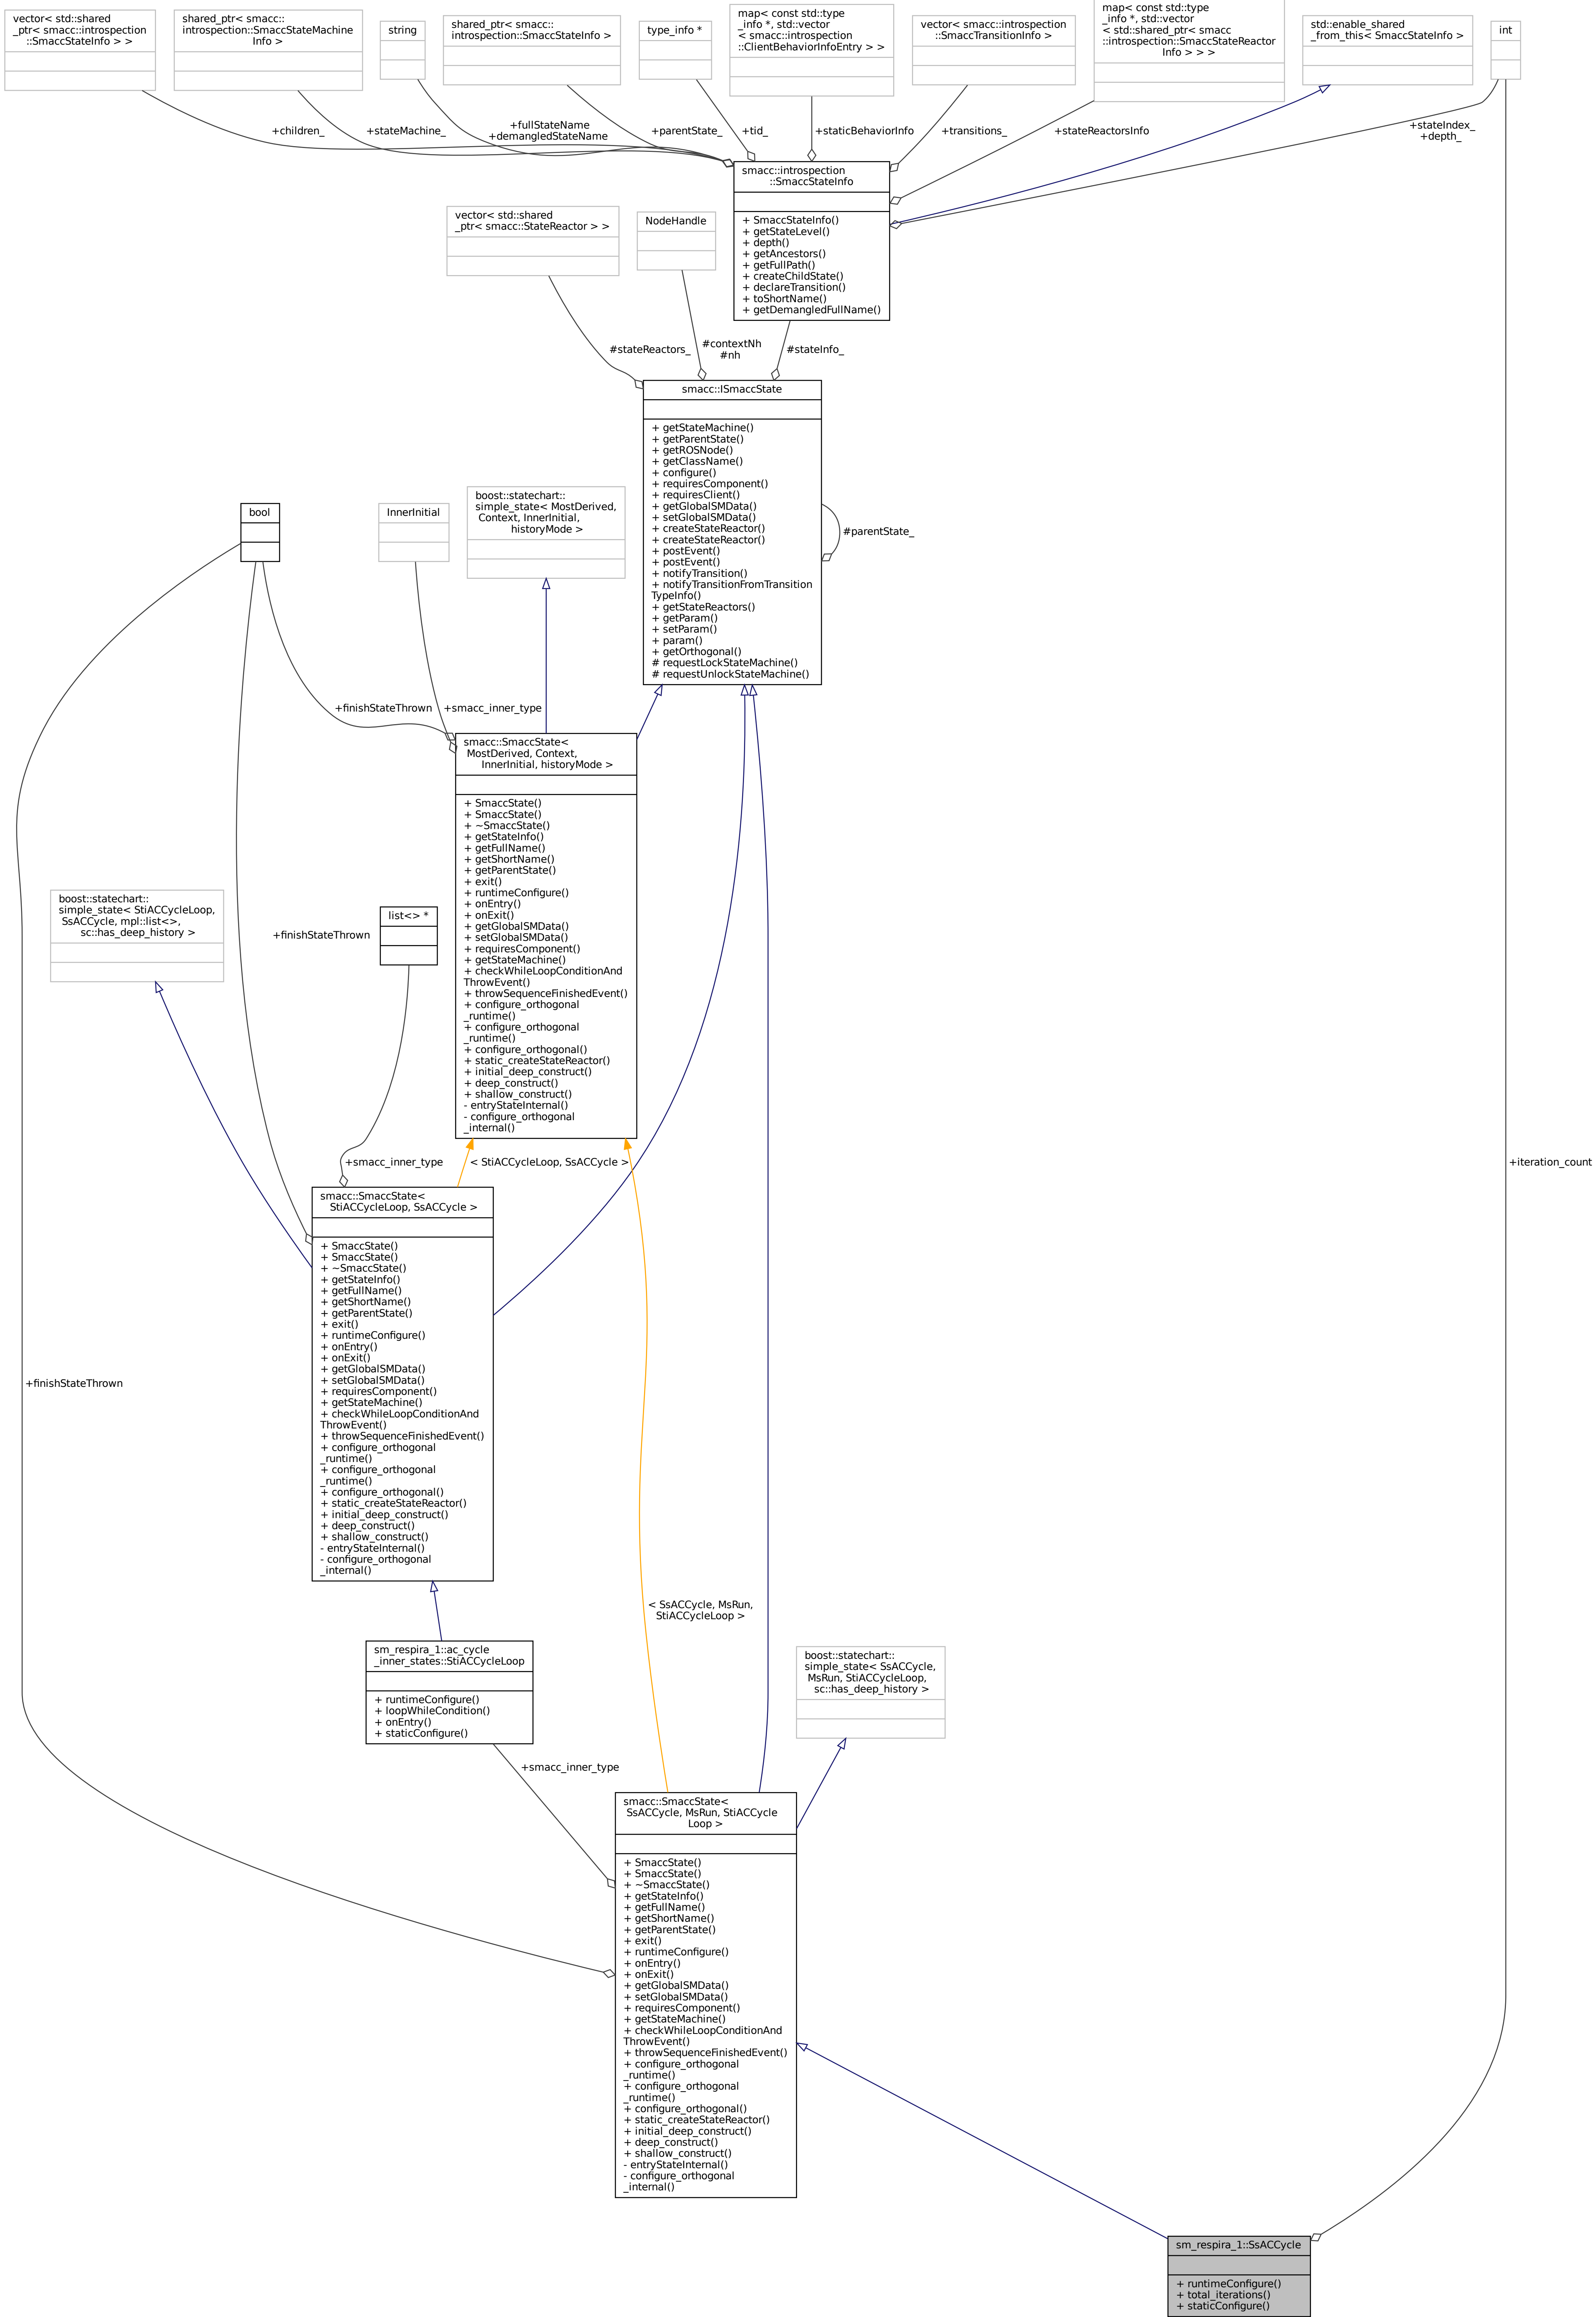 vector< std::shared
_ptr< smacc::introspection
::SmaccStateInfo > >
shared_ptr< smacc::
introspection::SmaccStateMachine
Info >
string
shared_ptr< smacc::
introspection::SmaccStateInfo >
type_info *
map< const std::type
_info *, std::vector
< smacc::introspection
::ClientBehaviorInfoEntry > >
vector< smacc::introspection
::SmaccTransitionInfo >
map< const std::type
_info *, std::vector
< std::shared_ptr< smacc
::introspection::SmaccStateReactor
Info > > >
std::enable_shared
_from_this< SmaccStateInfo >
int
+children_
+stateMachine_
+fullStateName
+demangledStateName
+parentState_
+tid_
+staticBehaviorInfo
+transitions_
+stateReactorsInfo
+stateIndex_
+depth_
smacc::introspection
::SmaccStateInfo
+ SmaccStateInfo()
+ getStateLevel()
+ depth()
+ getAncestors()
+ getFullPath()
+ createChildState()
+ declareTransition()
+ toShortName()
+ getDemangledFullName()
vector< std::shared
_ptr< smacc::StateReactor > >
NodeHandle
#stateReactors_
#contextNh
#nh
#stateInfo_
smacc::ISmaccState
+ getStateMachine()
+ getParentState()
+ getROSNode()
+ getClassName()
+ configure()
+ requiresComponent()
+ requiresClient()
+ getGlobalSMData()
+ setGlobalSMData()
+ createStateReactor()
+ createStateReactor()
+ postEvent()
+ postEvent()
+ notifyTransition()
+ notifyTransitionFromTransition
TypeInfo()
+ getStateReactors()
+ getParam()
+ setParam()
+ param()
+ getOrthogonal()
# requestLockStateMachine()
# requestUnlockStateMachine()
#parentState_
bool
InnerInitial
boost::statechart::
simple_state< MostDerived,
Context, InnerInitial,
historyMode >
+finishStateThrown
+smacc_inner_type
smacc::SmaccState<
MostDerived, Context,
InnerInitial, historyMode >
+ SmaccState()
+ SmaccState()
+ ~SmaccState()
+ getStateInfo()
+ getFullName()
+ getShortName()
+ getParentState()
+ exit()
+ runtimeConfigure()
+ onEntry()
+ onExit()
+ getGlobalSMData()
+ setGlobalSMData()
+ requiresComponent()
+ getStateMachine()
+ checkWhileLoopConditionAnd
ThrowEvent()
+ throwSequenceFinishedEvent()
+ configure_orthogonal
_runtime()
+ configure_orthogonal
_runtime()
+ configure_orthogonal()
+ static_createStateReactor()
+ initial_deep_construct()
+ deep_construct()
+ shallow_construct()
- entryStateInternal()
- configure_orthogonal
_internal()
boost::statechart::
simple_state< StiACCycleLoop,
SsACCycle, mpl::list<>,
sc::has_deep_history >
+finishStateThrown
list<> *
+smacc_inner_type
< StiACCycleLoop, SsACCycle >
+iteration_count
smacc::SmaccState<
StiACCycleLoop, SsACCycle >
+ SmaccState()
+ SmaccState()
+ ~SmaccState()
+ getStateInfo()
+ getFullName()
+ getShortName()
+ getParentState()
+ exit()
+ runtimeConfigure()
+ onEntry()
+ onExit()
+ getGlobalSMData()
+ setGlobalSMData()
+ requiresComponent()
+ getStateMachine()
+ checkWhileLoopConditionAnd
ThrowEvent()
+ throwSequenceFinishedEvent()
+ configure_orthogonal
_runtime()
+ configure_orthogonal
_runtime()
+ configure_orthogonal()
+ static_createStateReactor()
+ initial_deep_construct()
+ deep_construct()
+ shallow_construct()
- entryStateInternal()
- configure_orthogonal
_internal()
+finishStateThrown
< SsACCycle, MsRun,
StiACCycleLoop >
sm_respira_1::ac_cycle
_inner_states::StiACCycleLoop
+ runtimeConfigure()
+ loopWhileCondition()
+ onEntry()
+ staticConfigure()
boost::statechart::
simple_state< SsACCycle,
MsRun, StiACCycleLoop,
sc::has_deep_history >
+smacc_inner_type
smacc::SmaccState<
SsACCycle, MsRun, StiACCycle
Loop >
+ SmaccState()
+ SmaccState()
+ ~SmaccState()
+ getStateInfo()
+ getFullName()
+ getShortName()
+ getParentState()
+ exit()
+ runtimeConfigure()
+ onEntry()
+ onExit()
+ getGlobalSMData()
+ setGlobalSMData()
+ requiresComponent()
+ getStateMachine()
+ checkWhileLoopConditionAnd
ThrowEvent()
+ throwSequenceFinishedEvent()
+ configure_orthogonal
_runtime()
+ configure_orthogonal
_runtime()
+ configure_orthogonal()
+ static_createStateReactor()
+ initial_deep_construct()
+ deep_construct()
+ shallow_construct()
- entryStateInternal()
- configure_orthogonal
_internal()
sm_respira_1::SsACCycle
+ runtimeConfigure()
+ total_iterations()
+ staticConfigure()